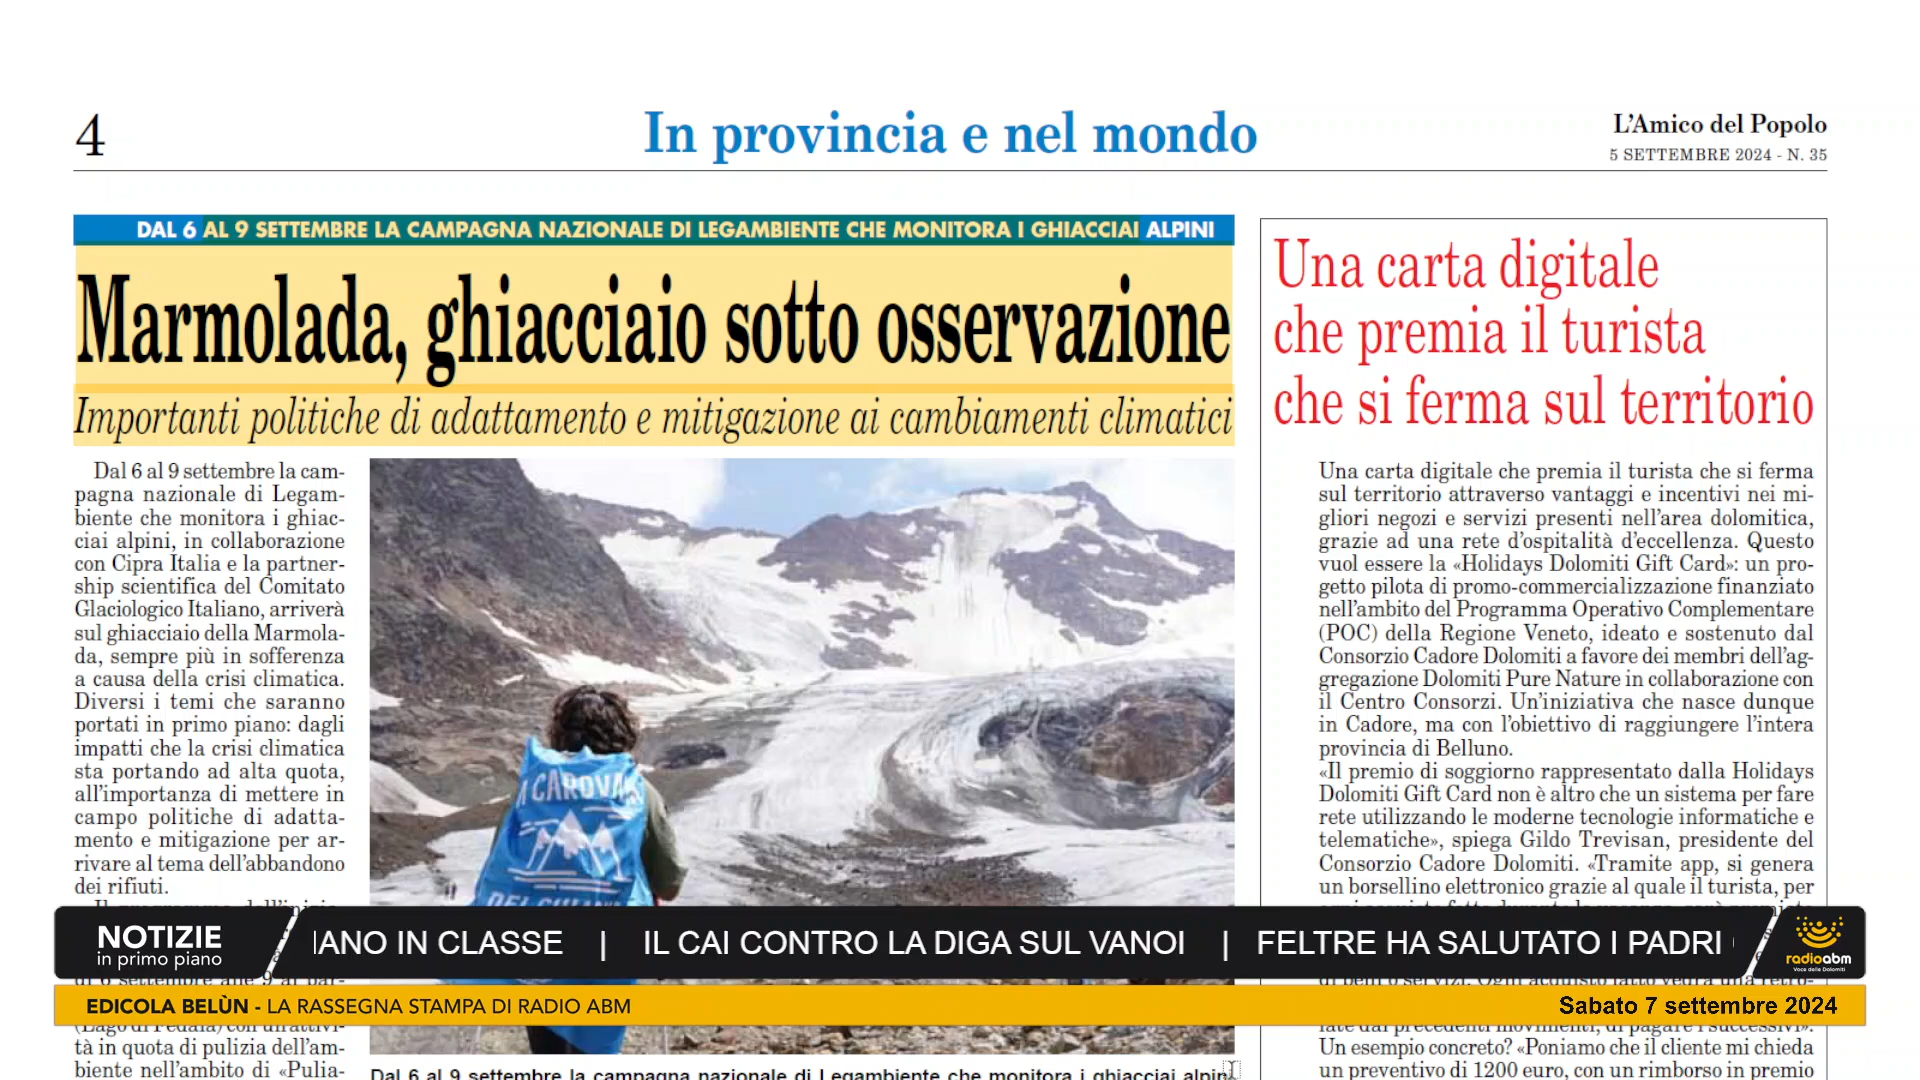 4
In provincia e nel mondo
L'Amico del Popolo
5 SETTEMBRE 2024 - N. 35
DAL 6 AL 9 SETTEMBRE LA CAMPAGNA NAZIONALE DI LEGAMBIENTE CHE MONITORA I GHIACCIAI ALPINI
Marmolada, ghiacciaio sotto osservazione
Importanti politiche di adattamento e mitigazione ai cambiamenti climatici
Dal 6 al 9 settembre la cam-
pagna nazionale di Legam-
biente che monitora i ghiac-
ciai alpini, in collaborazione
con Cipra Italia e la partner-
ship scientifica del Comitato
Glaciologico Italiano, arriverà
sul ghiacciaio della Marmola-
da, sempre più in sofferenza
a causa della crisi climatica.
Diversi i temi che saranno
portati in primo piano: dagli
impatti che la crisi climatica
sta portando ad alta quota,
all'importanza di mettere in
campo politiche di adatta-
mento e mitigazione per ar-
rivare al tema dell'abbandono
dei rifiuti.
tà in quota di pulizia dell'am-
biente nell'ambito di «Pulia-
A CAROVA
DEI GHIA
Dal 6 al 9 settembre la campagna nazionale di Legambiente che monitora i ghiacciai alpini
Una carta digitale
che premia il turista
che si ferma sul territorio
Una carta digitale che premia il turista che si ferma
sul territorio attraverso vantaggi e incentivi nei mi-
gliori negozi e servizi presenti nell'area dolomitica,
grazie ad una rete d'ospitalità d'eccellenza. Questo
vuol essere la «Holidays Dolomiti Gift Card»: un pro-
getto pilota di promo-commercializzazione finanziato
nell'ambito del Programma Operativo Complementare
(POC) della Regione Veneto, ideato e sostenuto dal
Consorzio Cadore Dolomiti a favore dei membri dell'ag-
gregazione Dolomiti Pure Nature in collaborazione con
il Centro Consorzi. Un'iniziativa che nasce dunque
in Cadore, ma con l'obiettivo di raggiungere l'intera
provincia di Belluno.
«Il premio di soggiorno rappresentato dalla Holidays
Dolomiti Gift Card non è altro che un sistema per fare
rete utilizzando le moderne tecnologie informatiche e
telematiche», spiega Gildo Trevisan, presidente del
Consorzio Cadore Dolomiti. «Tramite app, si genera
un borsellino elettronico grazie al quale il turista, per
late dai precedenti movimenti, di pagare i successivi».
Un esempio concreto? «Poniamo che il cliente mi chieda
un preventivo di 1200 euro, con un rimborso in premio
NOTIZIE
in primo piano
IANO IN CLASSE | IL CAI CONTRO LA DIGA SUL VANOI | FELTRE HA SALUTATO I PADRI
radioabm
Voce delle Dolomiti
EDICOLA BELÙN - LA RASSEGNA STAMPA DI RADIO ABM
Sabato 7 settembre 2024